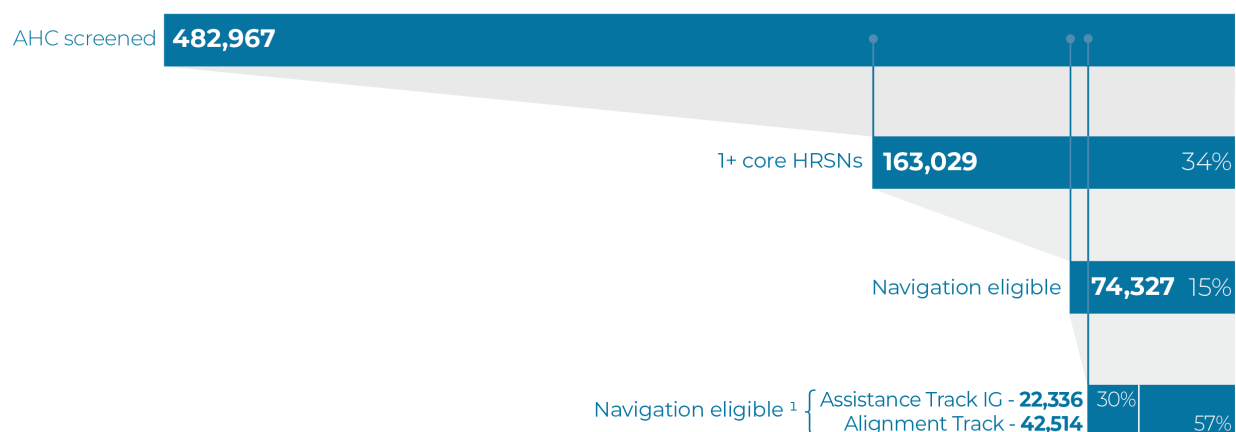 AHC screened 482,967
1+ core HRSNs 163,029 34%
Navigation eligible 74,327 15%
Navigation eligible ¹ { Assistance Track IG - 22,336 30%
Alignment Track - 42,514 57%